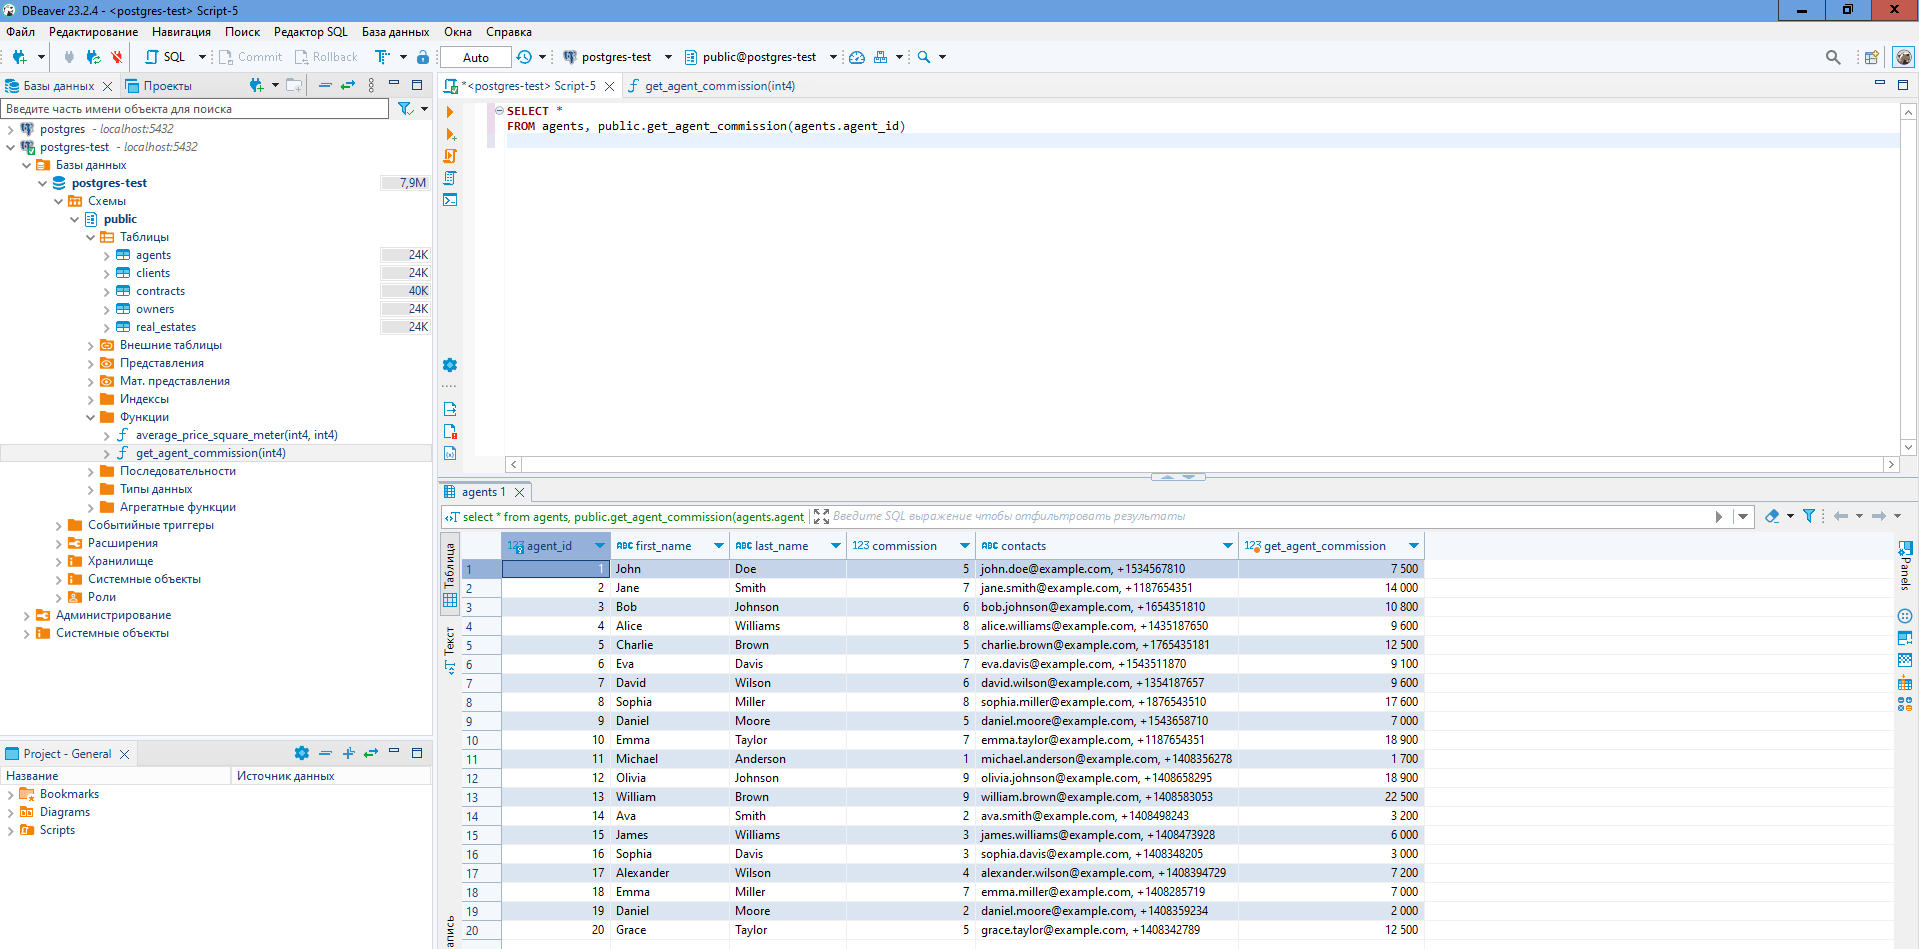 DBeaver 23.2.4 - <postgres-test> Script-5
Файл Редактирование Навигация Поиск Редактор SQL База данных Окна Справка
SQL Commit Rollback Auto postgres-test public@postgres-test
Базы данных Проекты
Введите часть имени объекта для поиска
postgres - localhost:5432
postgres-test - localhost:5432
Базы данных
postgres-test 7,9M
Схемы
public
Таблицы
agents 24K
clients 24K
contracts 40K
owners 24K
real_estates 24K
Внешние таблицы
Представления
Мат. представления
Индексы
Функции
average_price_square_meter(int4, int4)
get_agent_commission(int4)
Последовательности
Типы данных
Агрегатные функции
Событийные триггеры
Расширения
Хранилище
Системные объекты
Роли
Администрирование
Системные объекты
Project - General
Название Источник данных
Bookmarks
Diagrams
Scripts
*<postgres-test> Script-5 get_agent_commission(int4)
SELECT *
FROM agents, public.get_agent_commission(agents.agent_id)
agents 1
select * from agents, public.get_agent_commission(agents.agent Введите SQL выражение чтобы отфильтровать результаты
Таблица
Текст
апись
Panels
123 agent_id ABC first_name ABC last_name 123 commission ABC contacts 123 get_agent_commission
1 1 John Doe 5 john.doe@example.com, +1534567810 7 500
2 2 Jane Smith 7 jane.smith@example.com, +1187654351 14 000
3 3 Bob Johnson 6 bob.johnson@example.com, +1654351810 10 800
4 4 Alice Williams 8 alice.williams@example.com, +1435187650 9 600
5 5 Charlie Brown 5 charlie.brown@example.com, +1765435181 12 500
6 6 Eva Davis 7 eva.davis@example.com, +1543511870 9 100
7 7 David Wilson 6 david.wilson@example.com, +1354187657 9 600
8 8 Sophia Miller 8 sophia.miller@example.com, +1876543510 17 600
9 9 Daniel Moore 5 daniel.moore@example.com, +1543658710 7 000
10 10 Emma Taylor 7 emma.taylor@example.com, +1187654351 18 900
11 11 Michael Anderson 1 michael.anderson@example.com, +1408356278 1 700
12 12 Olivia Johnson 9 olivia.johnson@example.com, +1408658295 18 900
13 13 William Brown 9 william.brown@example.com, +1408583053 22 500
14 14 Ava Smith 2 ava.smith@example.com, +1408498243 3 200
15 15 James Williams 3 james.williams@example.com, +1408473928 6 000
16 16 Sophia Davis 3 sophia.davis@example.com, +1408348205 3 000
17 17 Alexander Wilson 4 alexander.wilson@example.com, +1408394729 7 200
18 18 Emma Miller 7 emma.miller@example.com, +1408285719 7 000
19 19 Daniel Moore 2 daniel.moore@example.com, +1408359234 2 000
20 20 Grace Taylor 5 grace.taylor@example.com, +1408342789 12 500